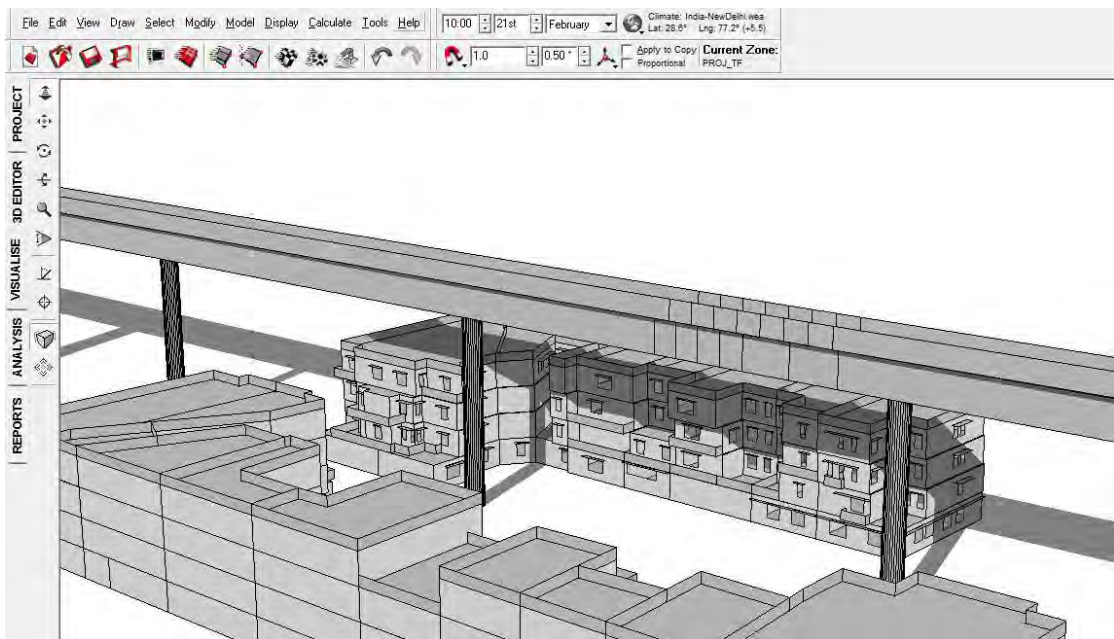 File Edit View Draw Select Modify Model Display Calculate Tools Help
10:00 21st February
Climate: India-NewDelhi.wea
Lat: 28.6° Lng: 77.2° (+5.5)
1.0 0.50 °
Apply to Copy
Proportional
Current Zone:
PROJ_TF
PROJECT
3D EDITOR
VISUALISE
ANALYSIS
REPORTS